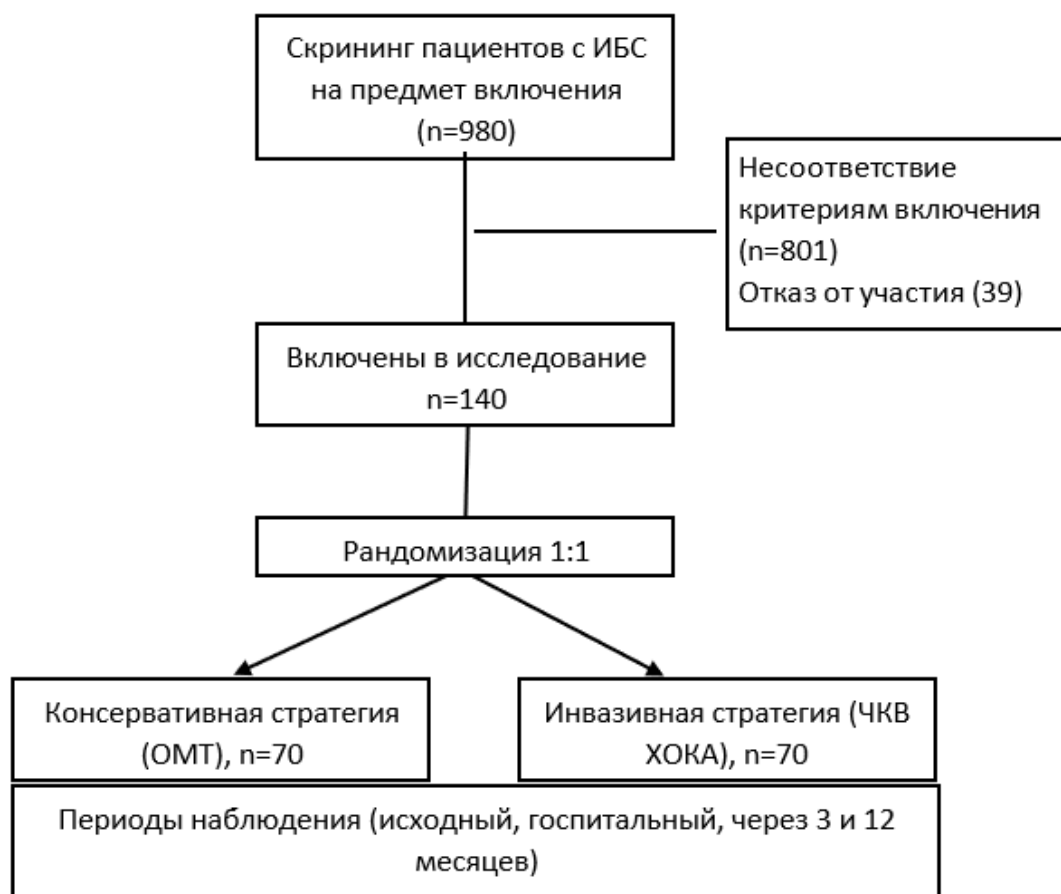 Скрининг пациентов с ИБС
на предмет включения
(n=980)
Несоответствие
критериям включения
(n=801)
Отказ от участия (39)
Включены в исследование
n=140
Рандомизация 1:1
Консервативная стратегия
(ОМТ), n=70
Инвазивная стратегия (ЧКВ
ХОКА), n=70
Периоды наблюдения (исходный, госпитальный, через 3 и 12
месяцев)